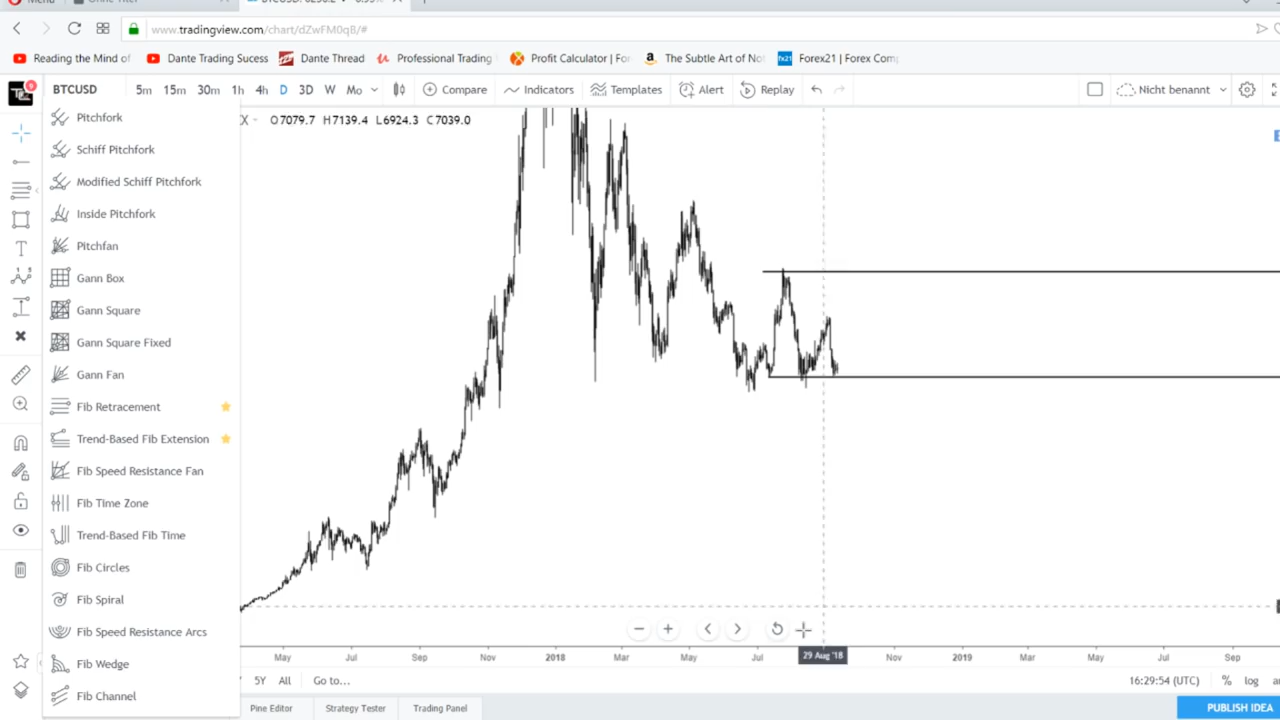 Menu
www.tradingview.com/chart/dZwFM0qB/#
Reading the Mind of
Dante Trading Sucess
Dante Thread
Professional Trading
Profit Calculator | Fo
The Subtle Art of No
Forex21 | Forex Com
BTCUSD 5m 15m 30m 1h 4h D 3D W Mo Compare Indicators Templates Alert Replay Nicht benannt
X O7079.7 H7139.4 L6924.3 C7039.0
Pitchfork
Schiff Pitchfork
Modified Schiff Pitchfork
Inside Pitchfork
Pitchfan
Gann Box
Gann Square
Gann Square Fixed
Gann Fan
Fib Retracement
Trend-Based Fib Extension
Fib Speed Resistance Fan
Fib Time Zone
Trend-Based Fib Time
Fib Circles
Fib Spiral
Fib Speed Resistance Arcs
Fib Wedge
Fib Channel
May Jul Sep Nov 2018 Mar May Jul 29 Aug '18 Nov 2019 Mar May Jul Sep
5Y All Go to... 16:29:54 (UTC) % log
Pine Editor Strategy Tester Trading Panel PUBLISH IDEA